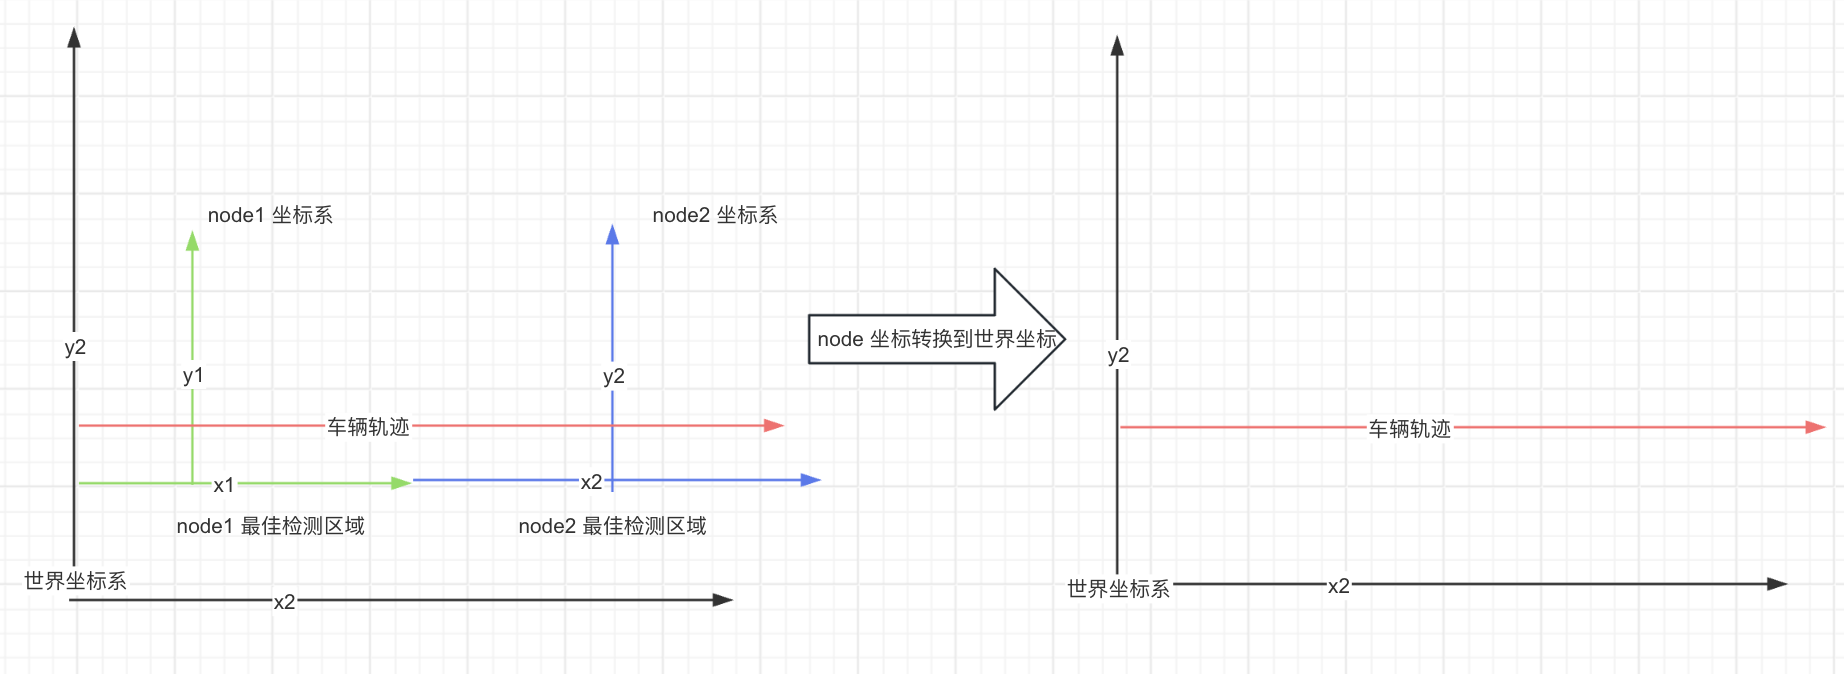 node1 坐标系
node2 坐标系
y2
y1
y2
车辆轨迹
x1
x2
node1 最佳检测区域
node2 最佳检测区域
世界坐标系
x2
node 坐标转换到世界坐标
y2
车辆轨迹
世界坐标系
x2